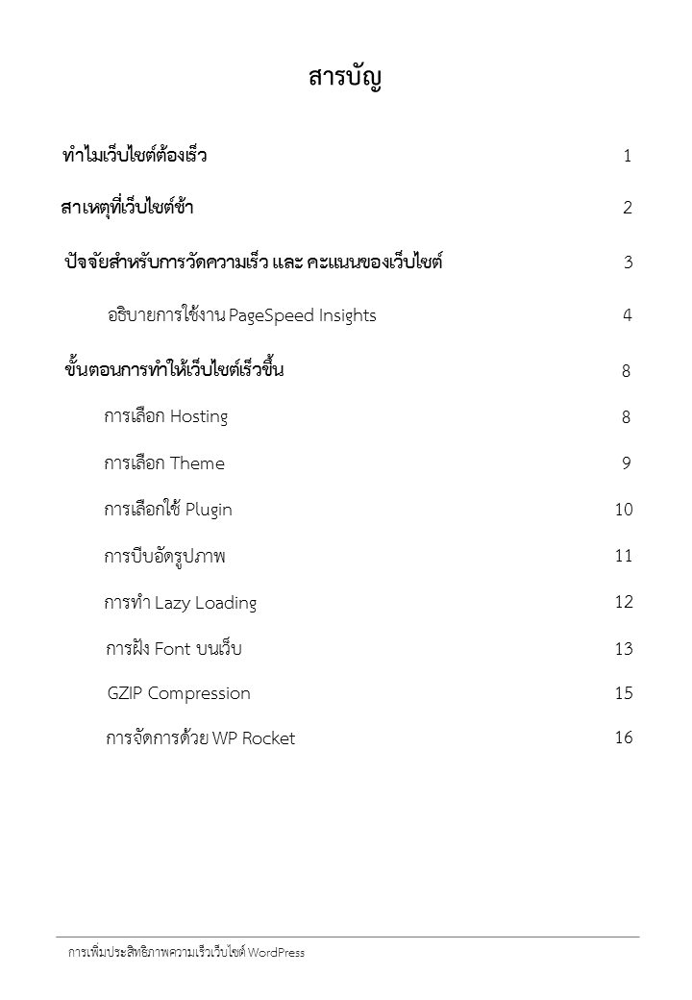 สารบัญ
ทำไมเว็บไซต์ต้องเร็ว 1
สาเหตุที่เว็บไซต์ช้า 2
ปัจจัยสำหรับการวัดความเร็ว และ คะแนนของเว็บไซต์ 3
อธิบายการใช้งาน PageSpeed Insights 4
ขั้นตอนการทำให้เว็บไซต์เร็วขึ้น 8
การเลือก Hosting 8
การเลือก Theme 9
การเลือกใช้ Plugin 10
การบีบอัดรูปภาพ 11
การทำ Lazy Loading 12
การฝัง Font บนเว็บ 13
GZIP Compression 15
การจัดการด้วย WP Rocket 16
การเพิ่มประสิทธิภาพความเร็วเว็บไซต์ WordPress